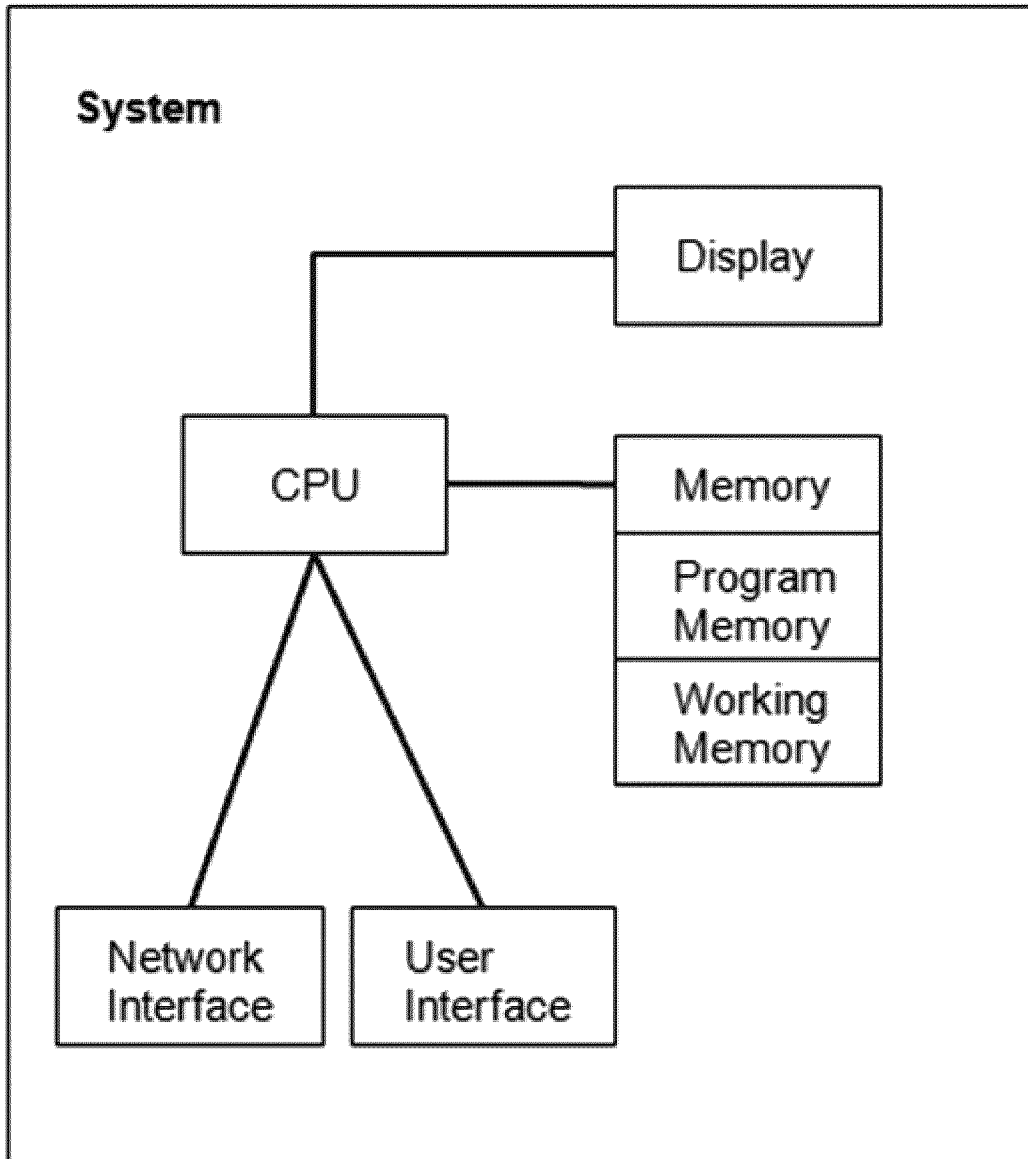 System
Display
CPU
Memory
Program
Memory
Working
Memory
Network
Interface
User
Interface